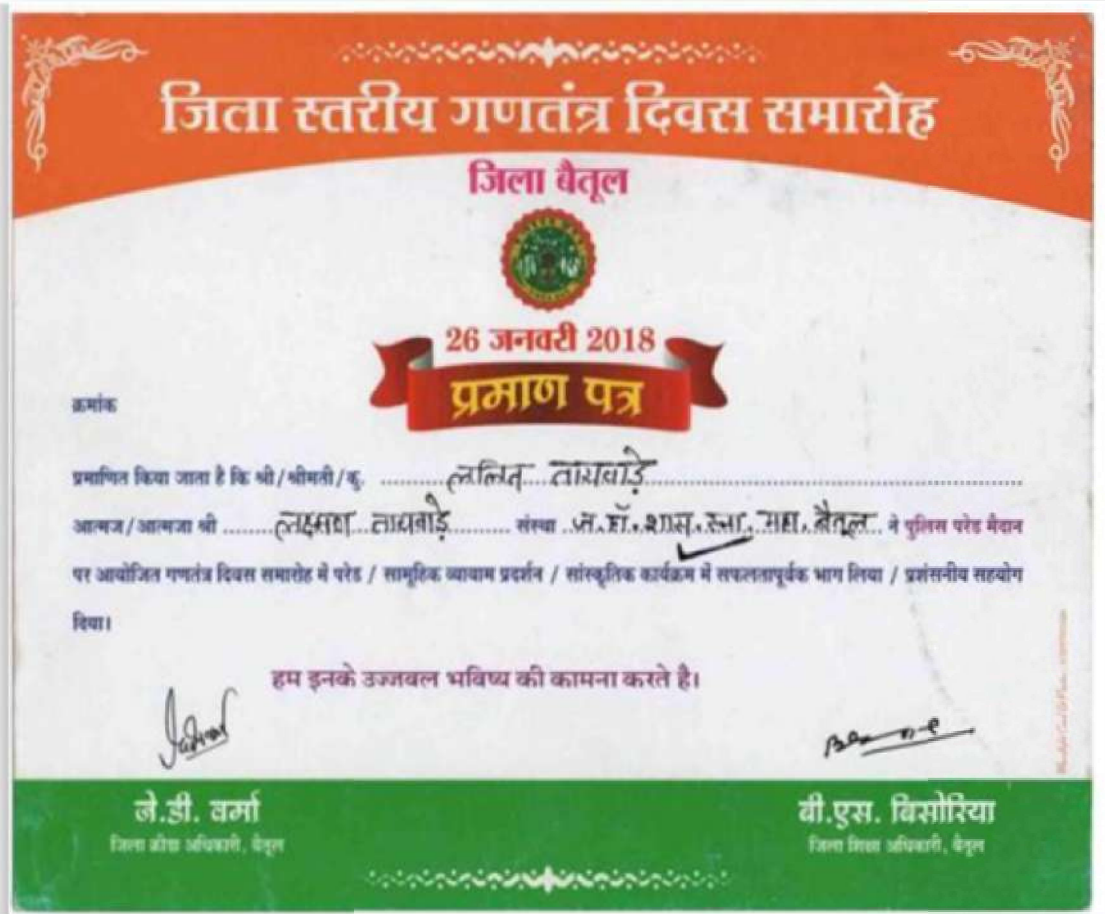 जिला स्तरीय गणतंत्र दिवस समारोह
जिला बैतूल
26 जनवरी 2018
प्रमाण पत्र
क्रमांक
प्रमाणित किया जाता है कि श्री/श्रीमती/कु. ललित तायवाड़े
आत्मज/आत्मजा श्री लक्ष्मण तायवाड़े संस्था ज.हॉ.शास.स्ना. महा. बैतूल ने पुलिस परेड मैदान
पर आयोजित गणतंत्र दिवस समारोह में परेड / सामूहिक व्यायाम प्रदर्शन / सांस्कृतिक कार्यक्रम में सफलतापूर्वक भाग लिया / प्रशंसनीय सहयोग
दिया।
हम इनके उज्जवल भविष्य की कामना करते है।
जे.डी. वर्मा
जिला क्रीडा अधिकारी, बैतूल
बी.एस. बिसोरिया
जिला शिक्षा अधिकारी, बैतूल